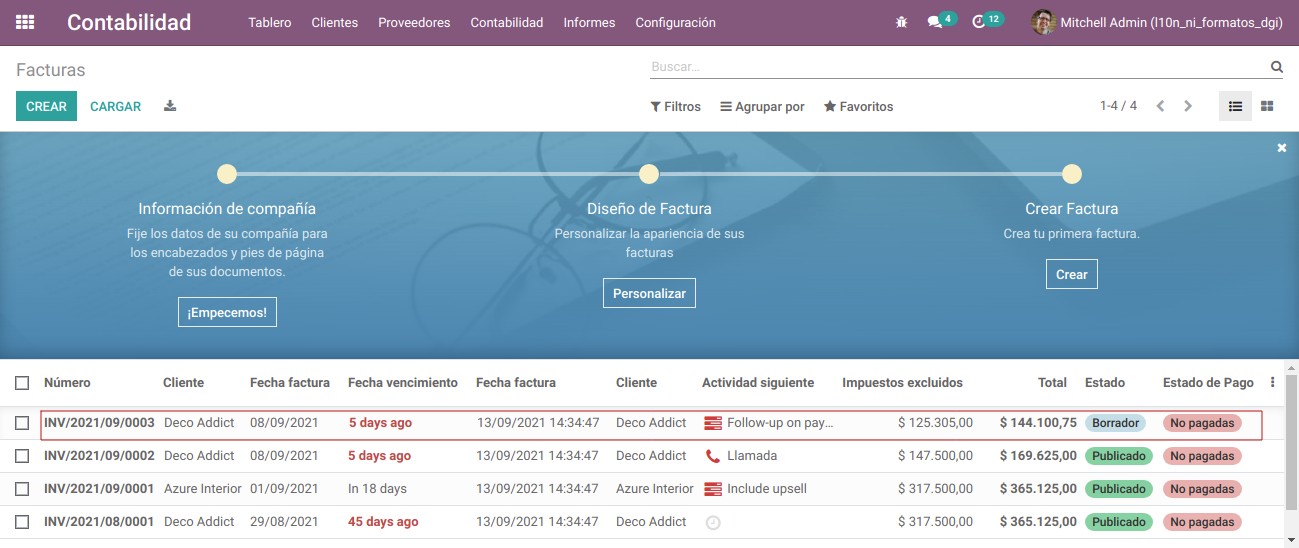 Contabilidad Tablero Clientes Proveedores Contabilidad Informes Configuración 4 12 Mitchell Admin (l10n_ni_formatos_dgi)
Facturas Buscar...
CREAR CARGAR Filtros Agrupar por Favoritos 1-4 / 4
Información de compañía Diseño de Factura Crear Factura
Fije los datos de su compañía para Personalizar la apariencia de sus Crea tu primera factura.
los encabezados y pies de página facturas
de sus documentos.
Crear
Personalizar
¡Empecemos!
Número Cliente Fecha factura Fecha vencimiento Fecha factura Cliente Actividad siguiente Impuestos excluidos Total Estado Estado de Pago
INV/2021/09/0003 Deco Addict 08/09/2021 5 days ago 13/09/2021 14:34:47 Deco Addict Follow-up on pay... $ 125.305,00 $ 144.100,75 Borrador No pagadas
INV/2021/09/0002 Deco Addict 08/09/2021 5 days ago 13/09/2021 14:34:47 Deco Addict Llamada $ 147.500,00 $ 169.625,00 Publicado No pagadas
INV/2021/09/0001 Azure Interior 01/09/2021 In 18 days 13/09/2021 14:34:47 Azure Interior Include upsell $ 317.500,00 $ 365.125,00 Publicado No pagadas
INV/2021/08/0001 Deco Addict 29/08/2021 45 days ago 13/09/2021 14:34:47 Deco Addict $ 317.500,00 $ 365.125,00 Publicado No pagadas